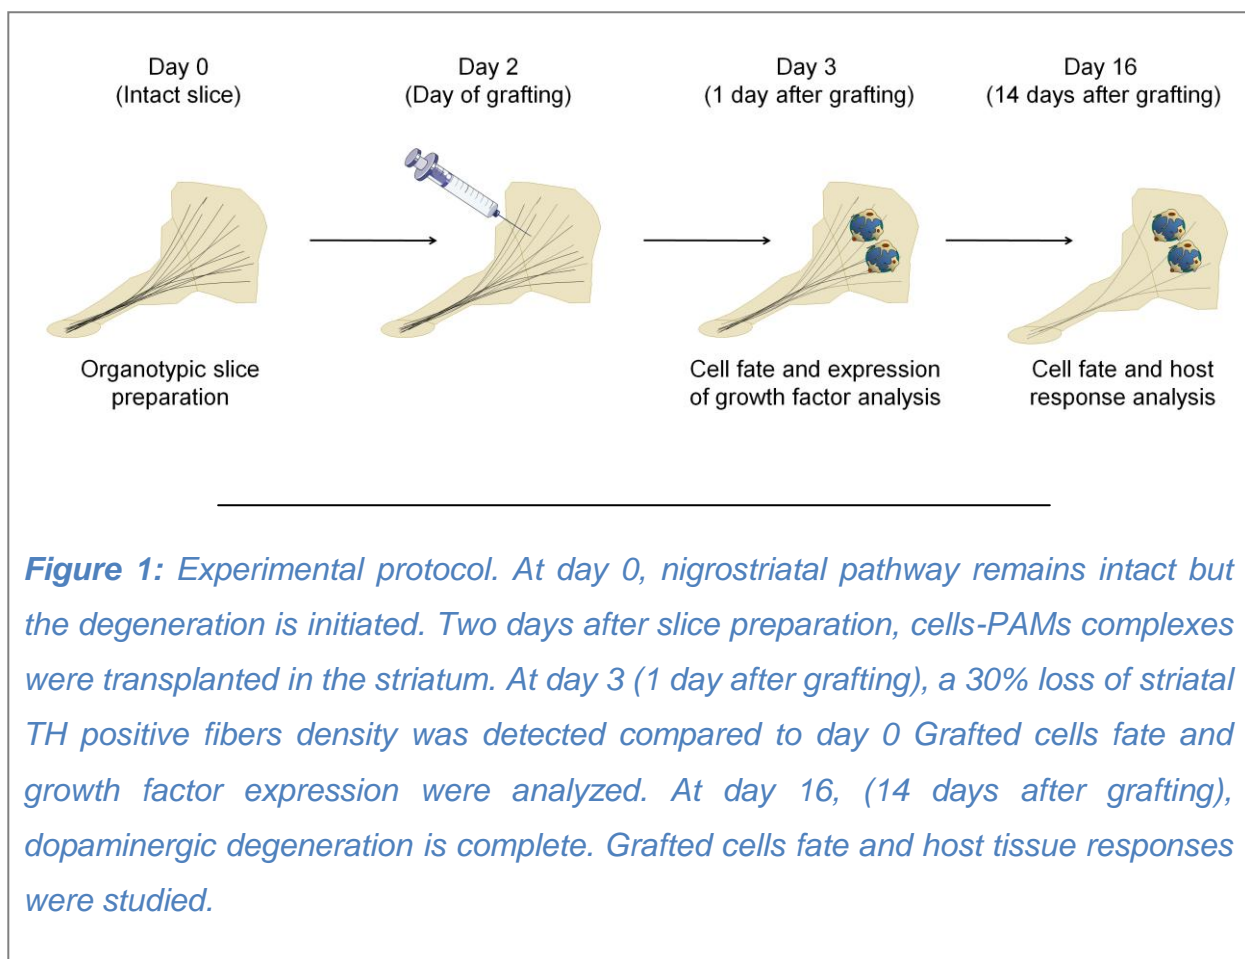 Day 0
(Intact slice)
Day 2
(Day of grafting)
Day 3
(1 day after grafting)
Day 16
(14 days after grafting)
Organotypic slice
preparation
Cell fate and expression
of growth factor analysis
Cell fate and host
response analysis
Figure 1: Experimental protocol. At day 0, nigrostriatal pathway remains intact but
the degeneration is initiated. Two days after slice preparation, cells-PAMs complexes
were transplanted in the striatum. At day 3 (1 day after grafting), a 30% loss of striatal
TH positive fibers density was detected compared to day 0 Grafted cells fate and
growth factor expression were analyzed. At day 16, (14 days after grafting),
dopaminergic degeneration is complete. Grafted cells fate and host tissue responses
were studied.